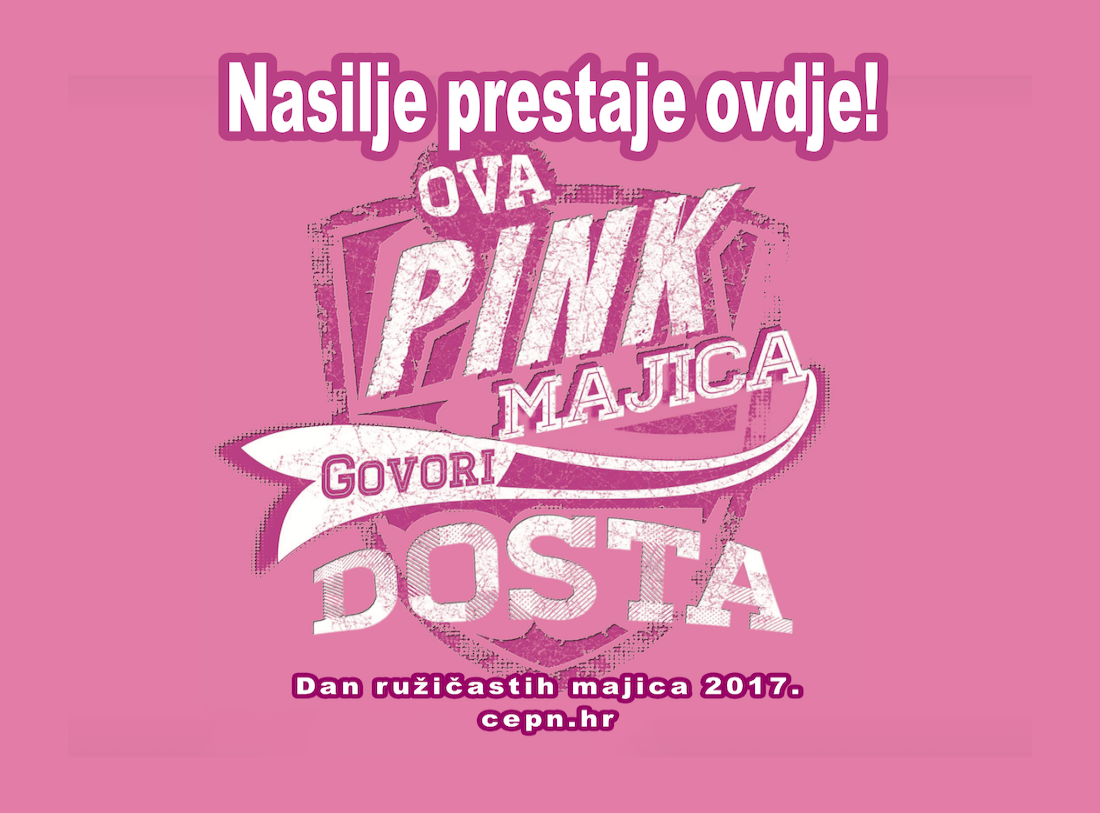 Nasilje prestaje ovdje!
OVA
PINK
MAJICA
GOVORI
DOSTA
Dan ružičastih majica 2017.
cepn.hr